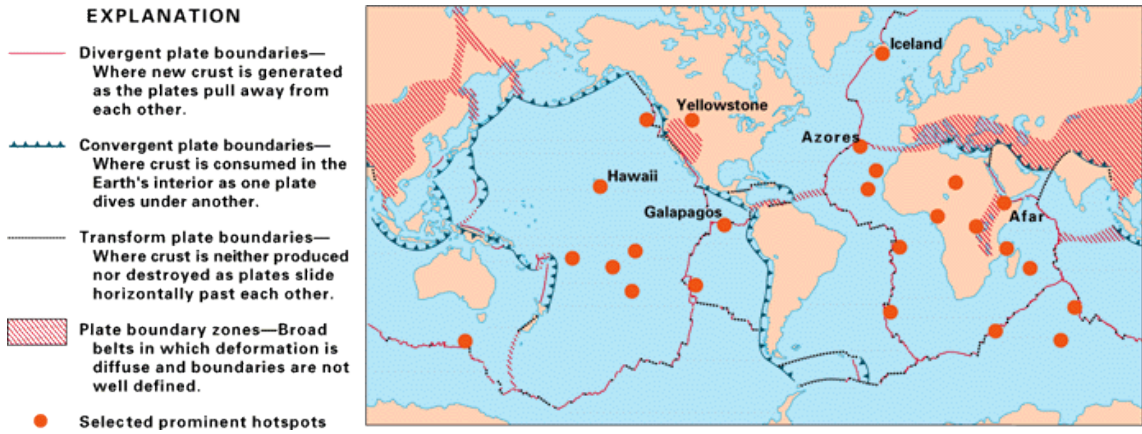 EXPLANATION
Divergent plate boundaries—
Where new crust is generated
as the plates pull away from
each other.
Convergent plate boundaries—
Where crust is consumed in the
Earth's interior as one plate
dives under another.
Transform plate boundaries—
Where crust is neither produced
nor destroyed as plates slide
horizontally past each other.
Plate boundary zones—Broad
belts in which deformation is
diffuse and boundaries are not
well defined.
Selected prominent hotspots
Iceland
Yellowstone
Azores
Hawaii
Galapagos
Afar